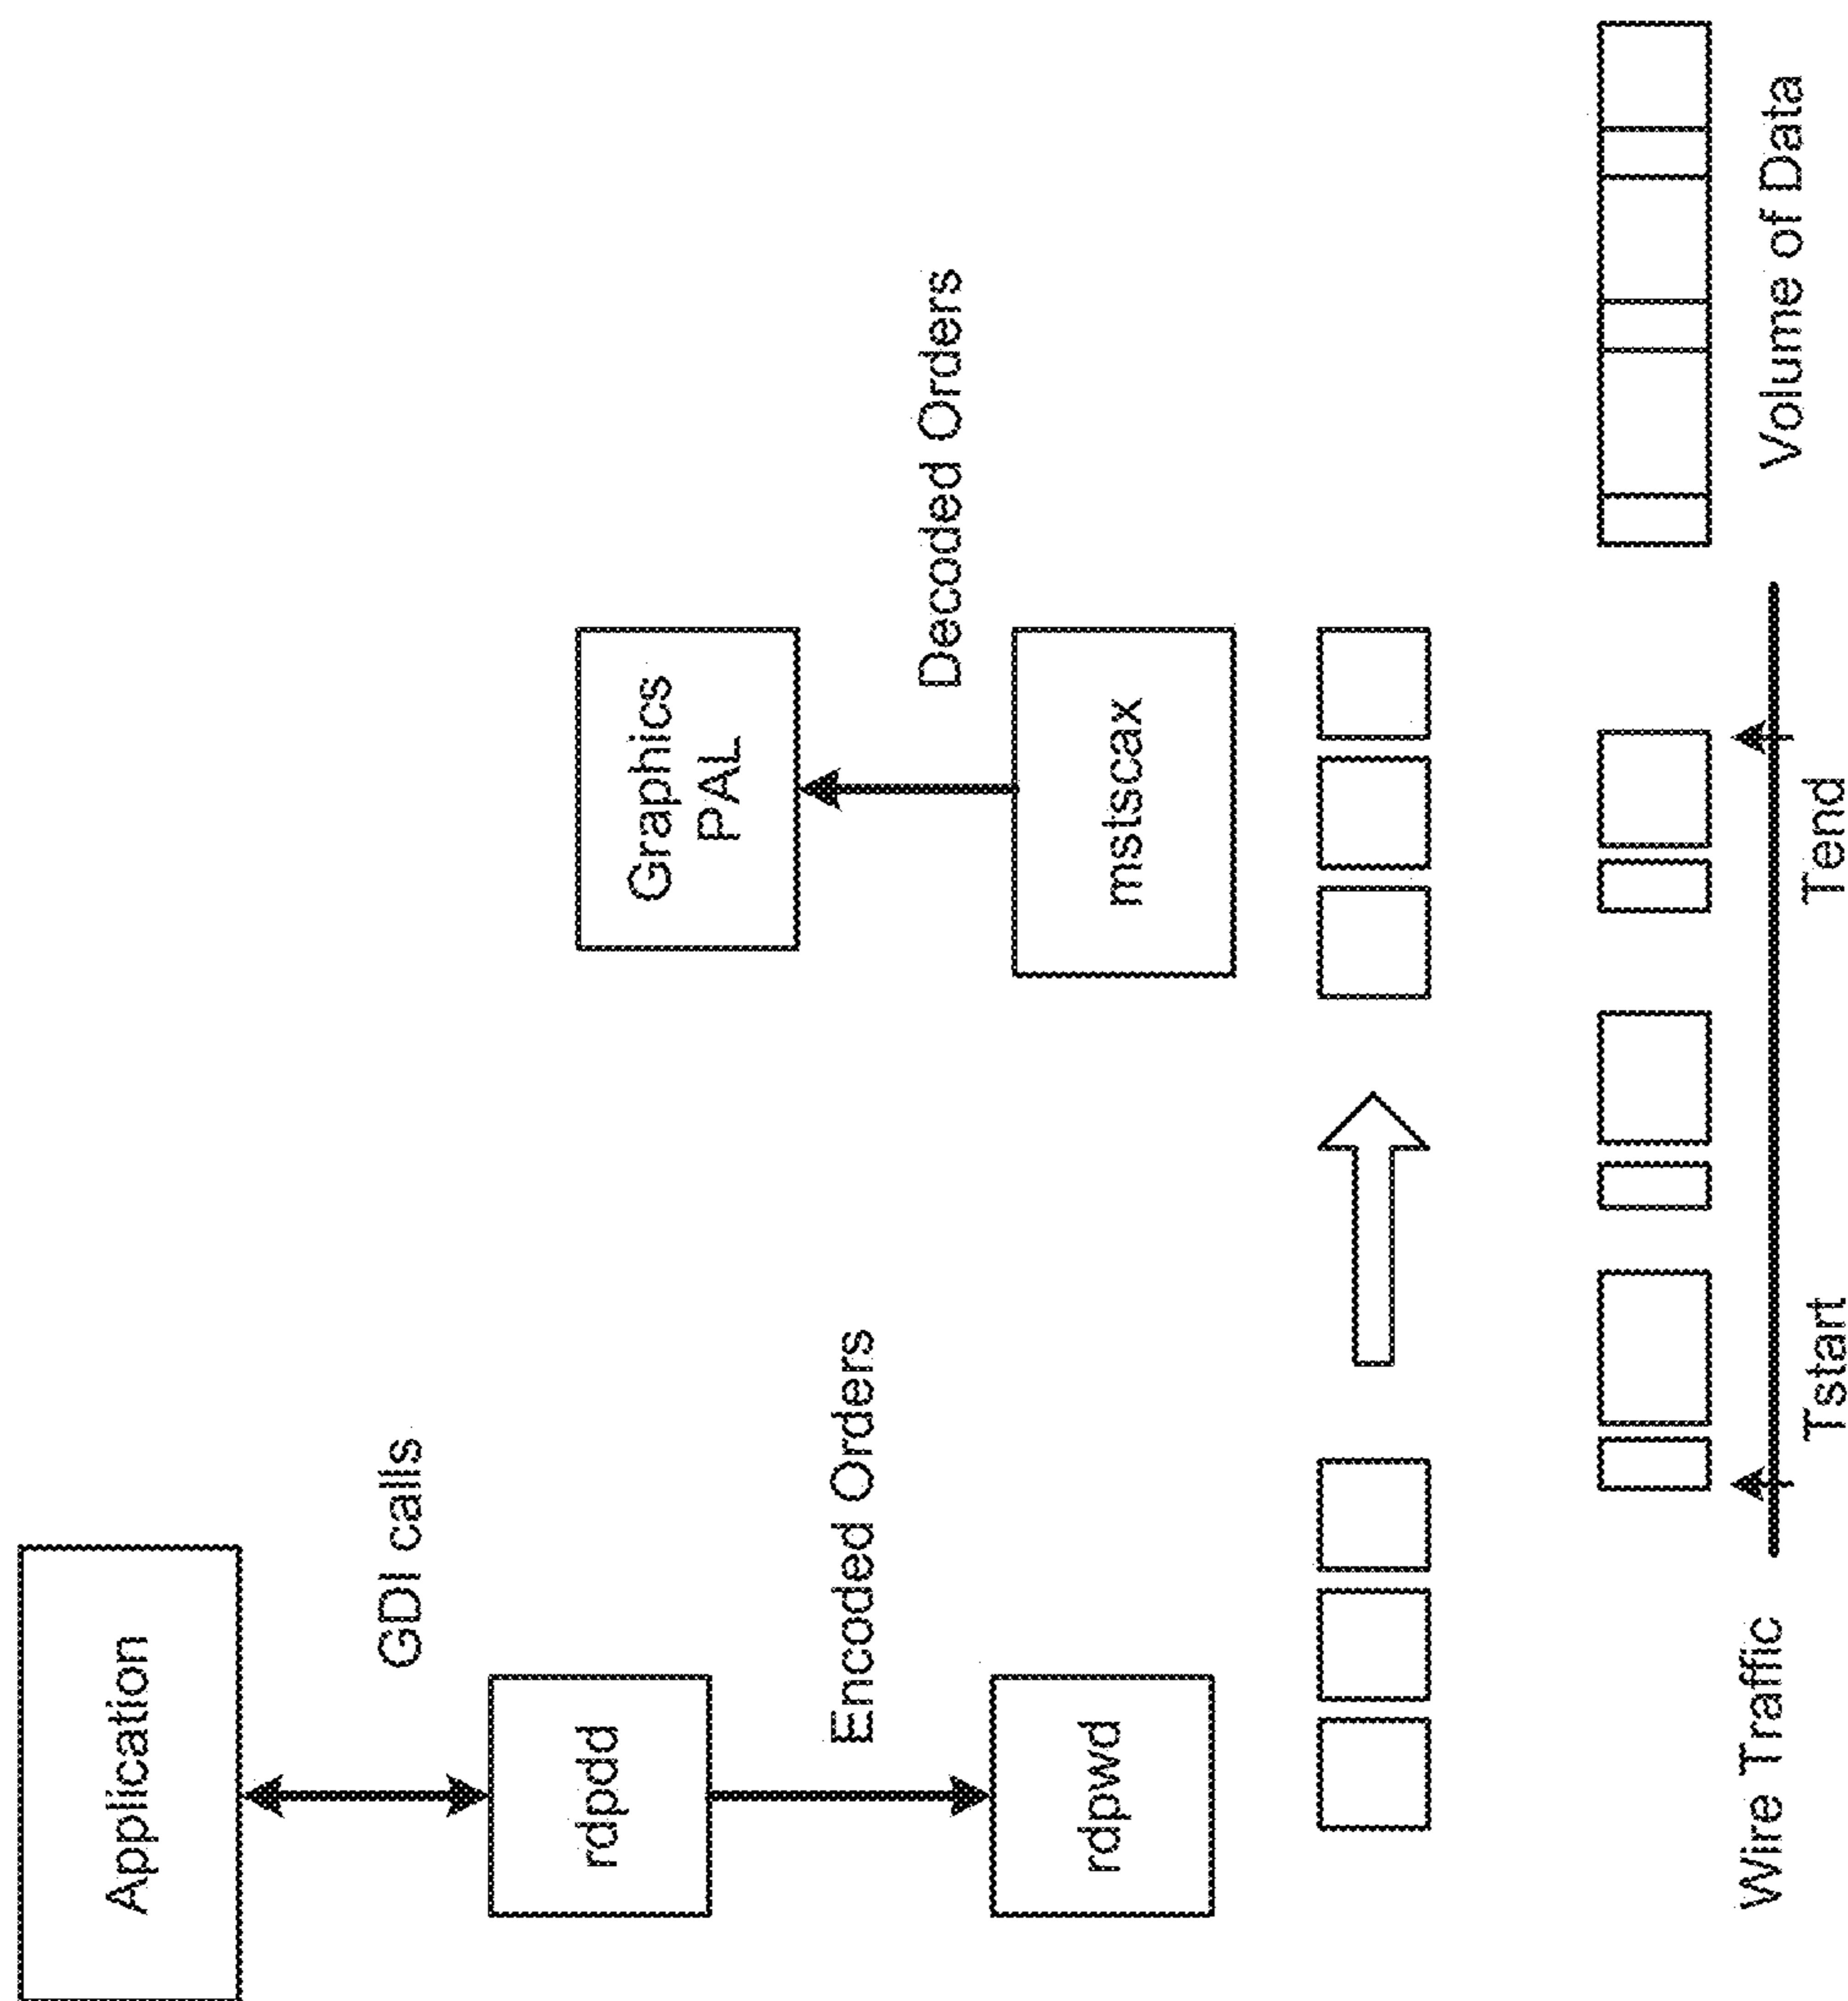 Application
GDI calls
rdpdd
Encoded Orders
rdpwd
Graphics
PAL
Decoded Orders
mstscax
Wire Traffic
Tstart
Tend
Volume of Data